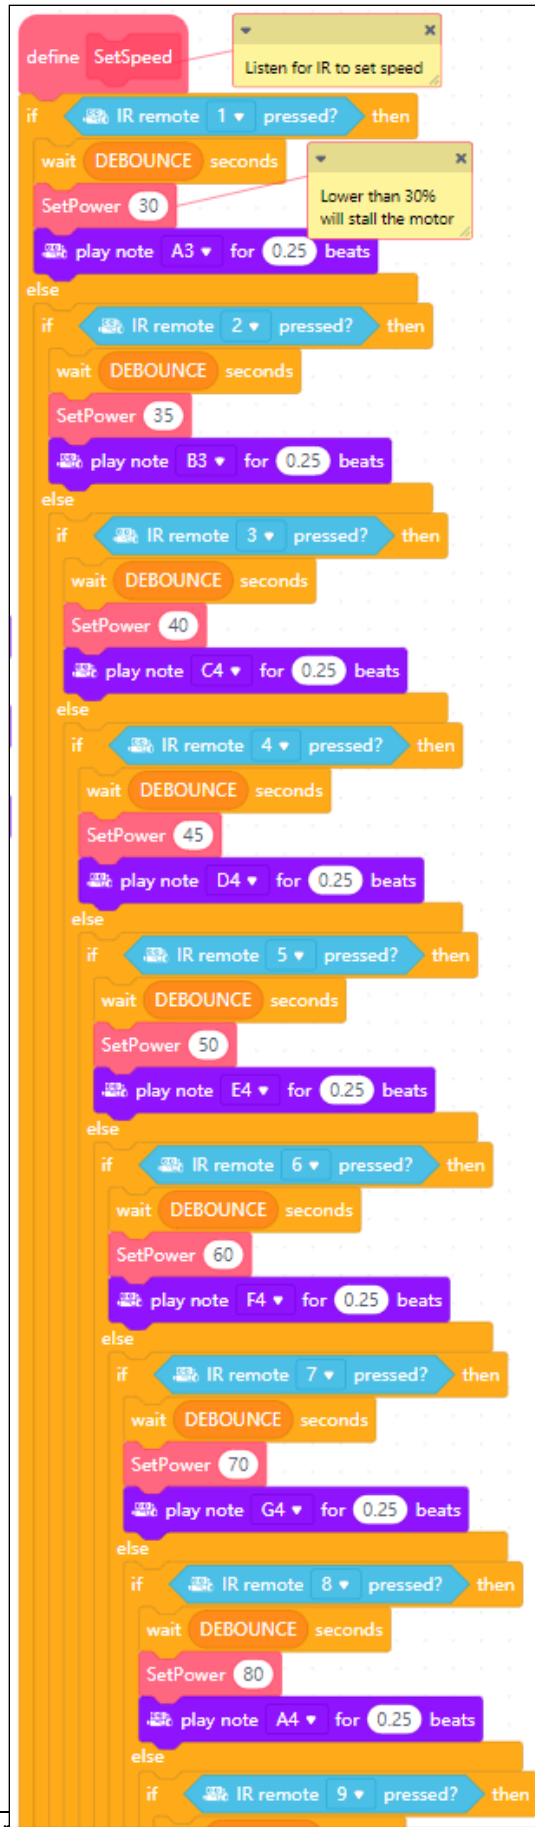 define SetSpeed
Listen for IR to set speed
if IR remote 1 pressed? then
wait DEBOUNCE seconds
SetPower 30
Lower than 30%
will stall the motor
play note A3 for 0.25 beats
else
if IR remote 2 pressed? then
wait DEBOUNCE seconds
SetPower 35
play note B3 for 0.25 beats
else
if IR remote 3 pressed? then
wait DEBOUNCE seconds
SetPower 40
play note C4 for 0.25 beats
else
if IR remote 4 pressed? then
wait DEBOUNCE seconds
SetPower 45
play note D4 for 0.25 beats
else
if IR remote 5 pressed? then
wait DEBOUNCE seconds
SetPower 50
play note E4 for 0.25 beats
else
if IR remote 6 pressed? then
wait DEBOUNCE seconds
SetPower 60
play note F4 for 0.25 beats
else
if IR remote 7 pressed? then
wait DEBOUNCE seconds
SetPower 70
play note G4 for 0.25 beats
else
if IR remote 8 pressed? then
wait DEBOUNCE seconds
SetPower 80
play note A4 for 0.25 beats
else
if IR remote 9 pressed? then